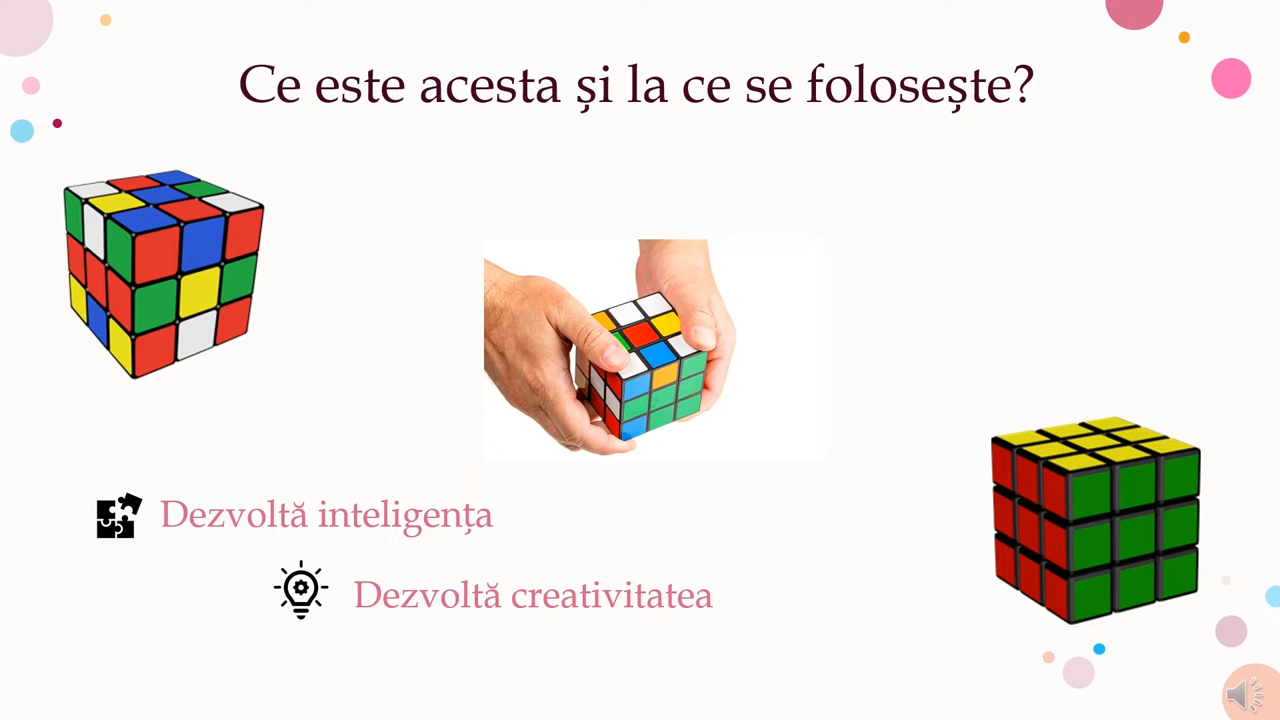 Ce este acesta și la ce se folosește?
Dezvoltă inteligența
Dezvoltă creativitatea